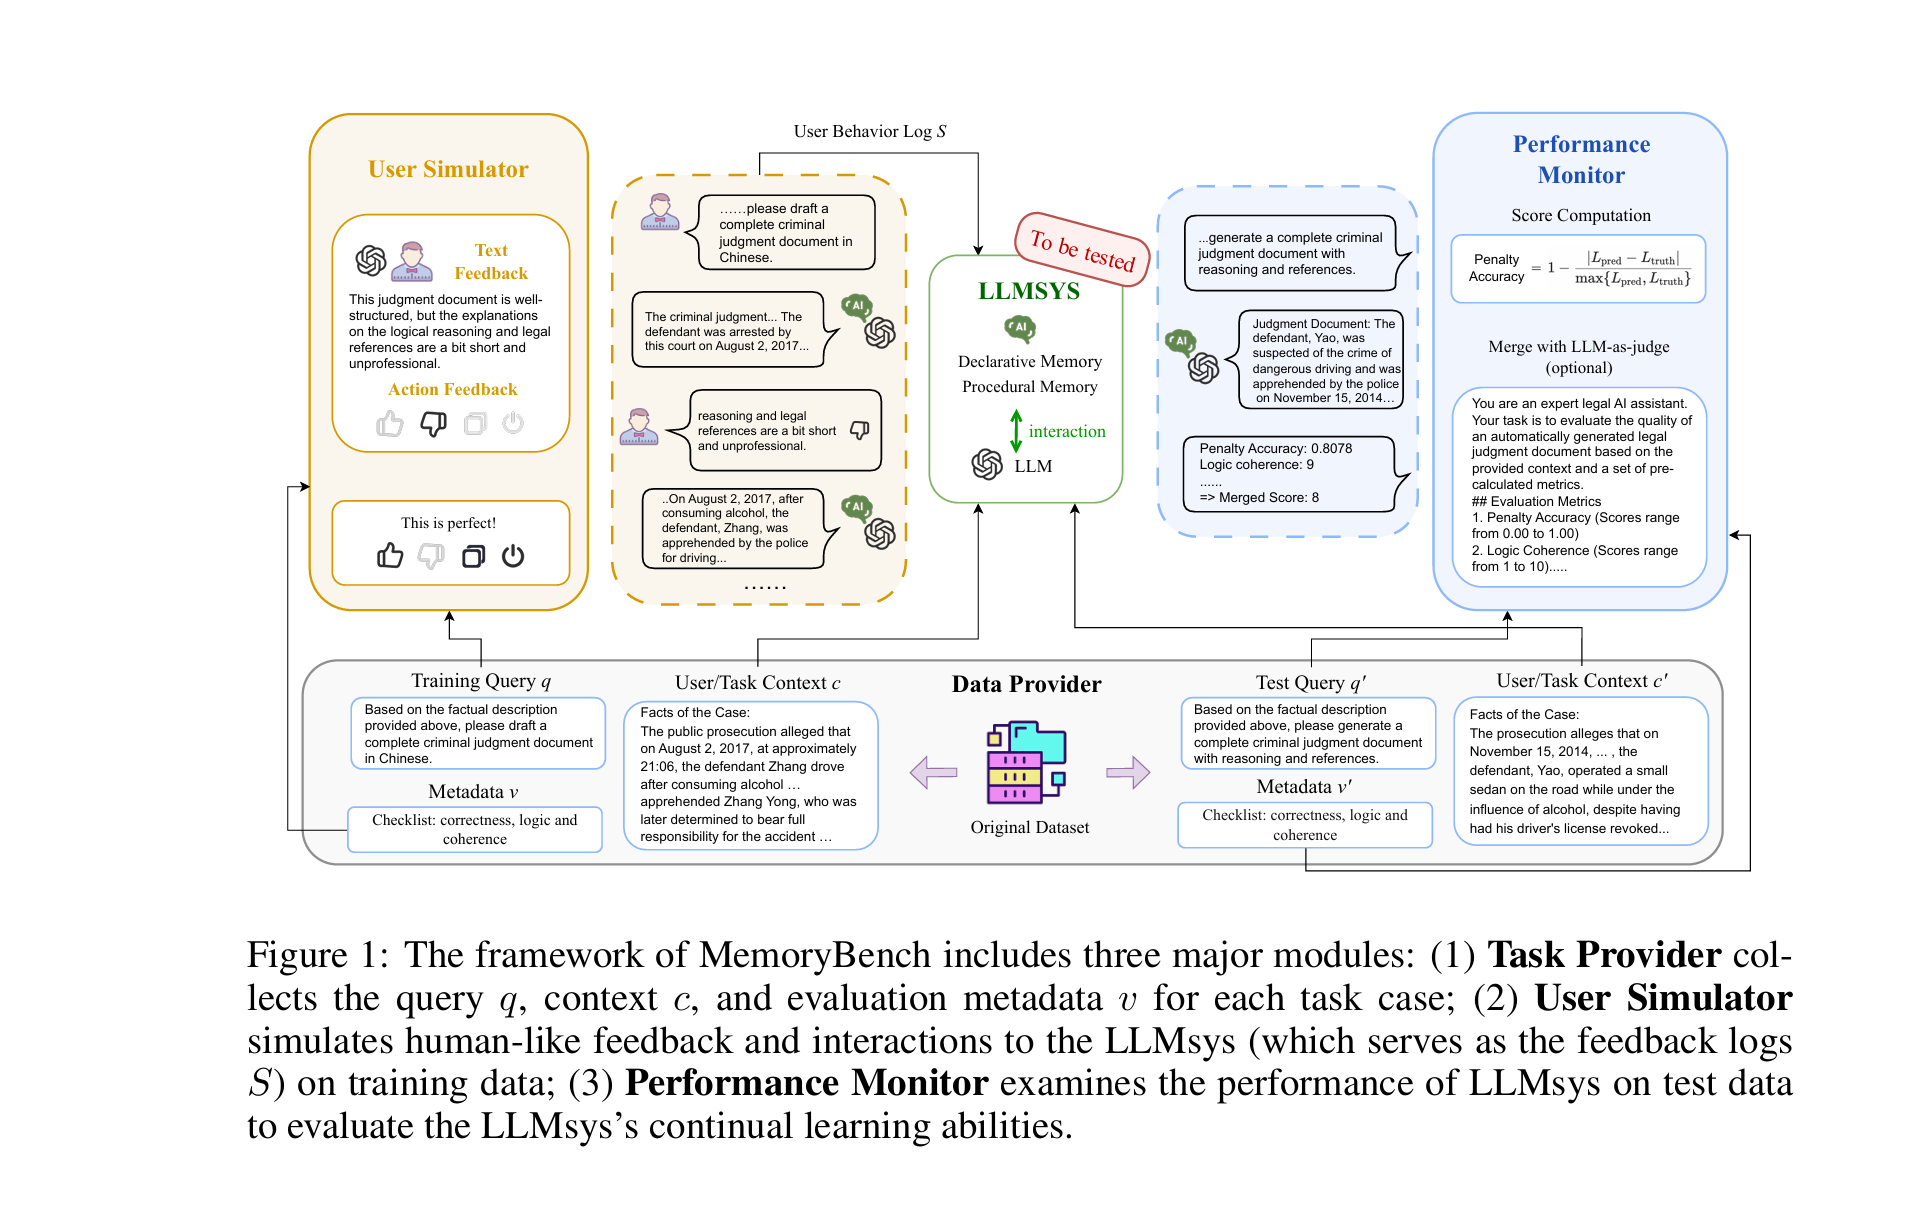 User Simulator
Text
Feedback
This judgment document is well-
structured, but the explanations
on the logical reasoning and legal
references are a bit short and
unprofessional.
Action Feedback
This is perfect!
User Behavior Log S
......please draft a
complete criminal
judgment document in
Chinese.
The criminal judgment... The
defendant was arrested by
this court on August 2, 2017...
reasoning and legal
references are a bit short
and unprofessional.
..On August 2, 2017, after
consuming alcohol, the
defendant, Zhang, was
apprehended by the police
for driving...
......
AI
AI
To be tested
LLMSYS
AI
Declarative Memory
Procedural Memory
interaction
LLM
...generate a complete criminal
judgment document with
reasoning and references.
AI
Judgment Document: The
defendant, Yao, was
suspected of the crime of
dangerous driving and was
apprehended by the police
on November 15, 2014...
Penalty Accuracy: 0.8078
Logic coherence: 9
......
=> Merged Score: 8
Performance
Monitor
Score Computation
Penalty Accuracy = 1 − |L_pred − L_truth| / max{L_pred, L_truth}
Merge with LLM-as-judge
(optional)
You are an expert legal AI assistant.
Your task is to evaluate the quality of
an automatically generated legal
judgment document based on the
provided context and a set of pre-
calculated metrics.
## Evaluation Metrics
1. Penalty Accuracy (Scores range
from 0.00 to 1.00)
2. Logic Coherence (Scores range
from 1 to 10).....
Training Query q
Based on the factual description
provided above, please draft a
complete criminal judgment document
in Chinese.
Metadata v
Checklist: correctness, logic and
coherence
User/Task Context c
Facts of the Case:
The public prosecution alleged that
on August 2, 2017, at approximately
21:06, the defendant Zhang drove
after consuming alcohol …
apprehended Zhang Yong, who was
later determined to bear full
responsibility for the accident …
Data Provider
Original Dataset
Test Query q′
Based on the factual description
provided above, please generate a
complete criminal judgment document
with reasoning and references.
Metadata v′
Checklist: correctness, logic and
coherence
User/Task Context c′
Facts of the Case:
The prosecution alleges that on
November 15, 2014, ... , the
defendant, Yao, operated a small
sedan on the road while under the
influence of alcohol, despite having
had his driver's license revoked...
Figure 1: The framework of MemoryBench includes three major modules: (1) Task Provider col-
lects the query q, context c, and evaluation metadata v for each task case; (2) User Simulator
simulates human-like feedback and interactions to the LLMsys (which serves as the feedback logs
S) on training data; (3) Performance Monitor examines the performance of LLMsys on test data
to evaluate the LLMsys's continual learning abilities.